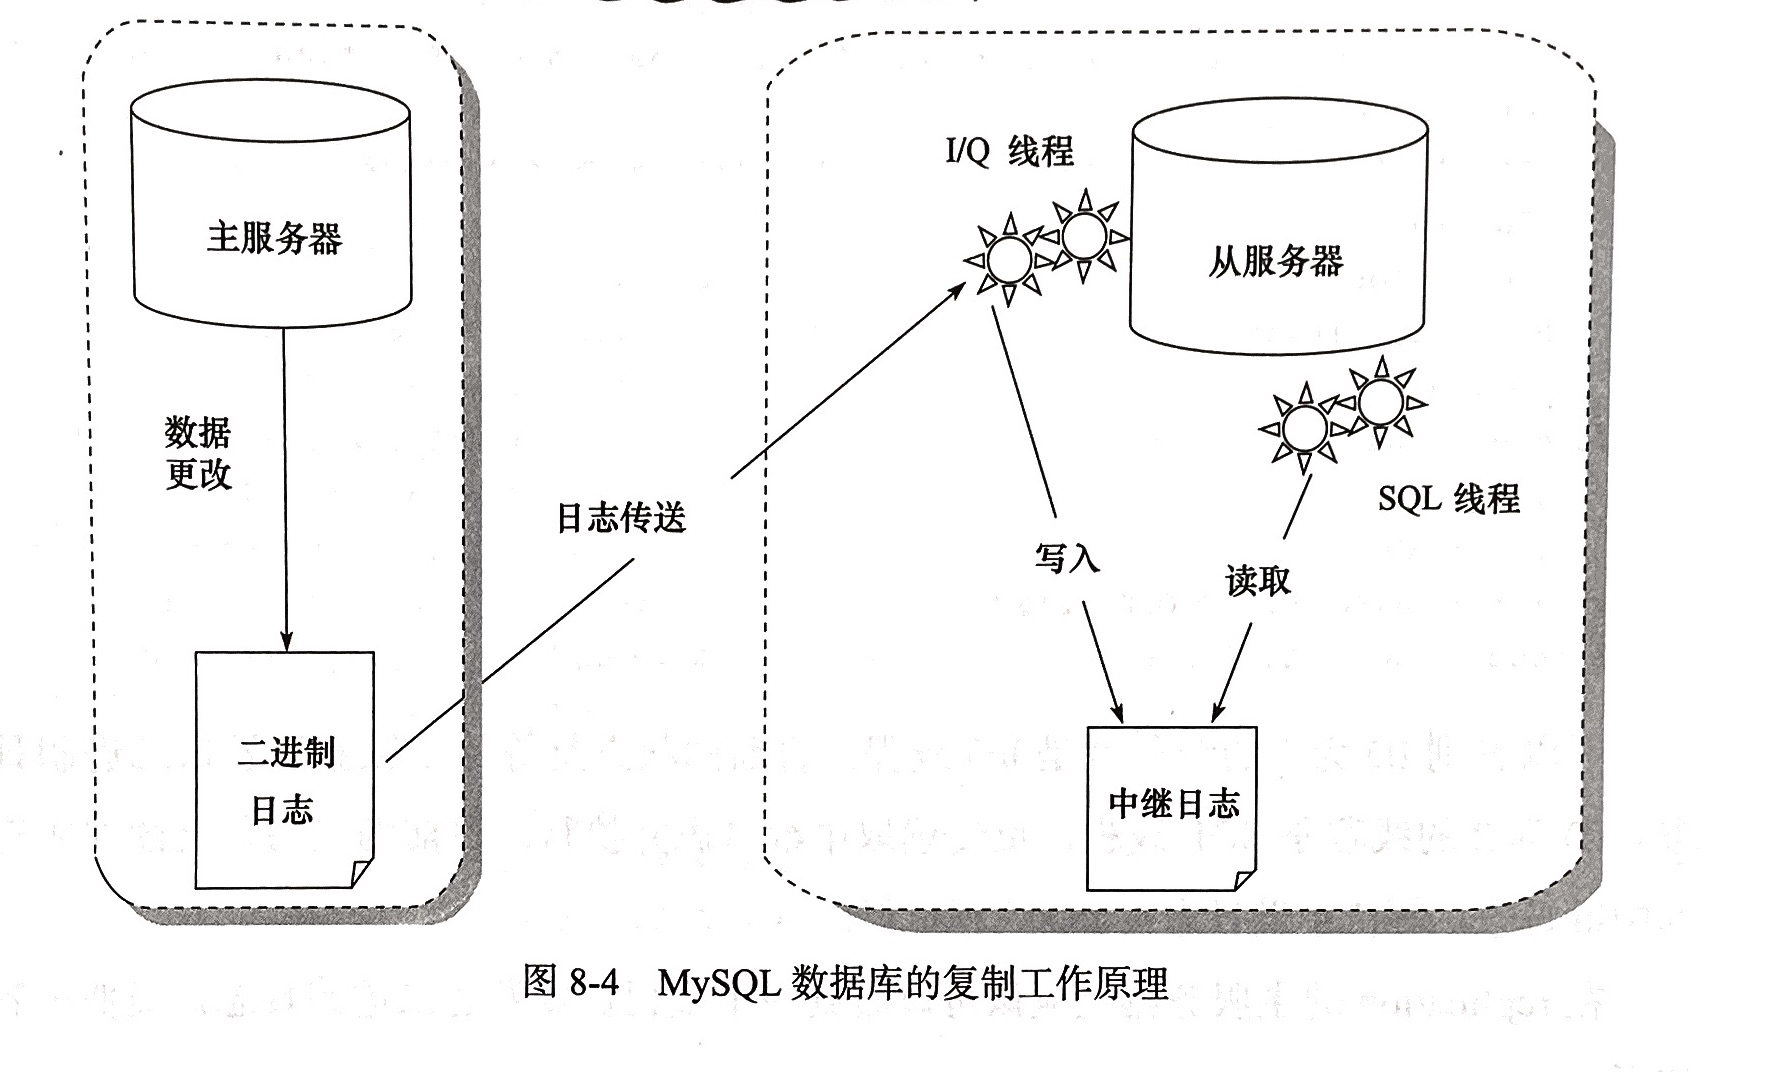 主服务器
数据
更改
二进制
日志
日志传送
I/Q 线程
从服务器
SQL 线程
写入
读取
中继日志
图 8-4 MySQL 数据库的复制工作原理